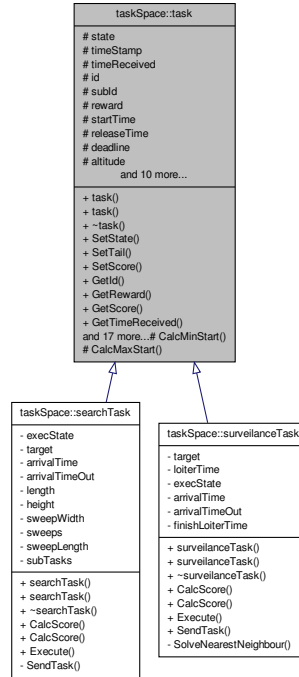 taskSpace::task
# state
# timeStamp
# timeReceived
# id
# subId
# reward
# startTime
# releaseTime
# deadline
# altitude
and 10 more...
+ task()
+ task()
+ ~task()
+ SetState()
+ SetTail()
+ SetScore()
+ GetId()
+ GetReward()
+ GetScore()
+ GetTimeReceived()
and 17 more...# CalcMinStart()
# CalcMaxStart()
taskSpace::searchTask
- execState
- target
- arrivalTime
- arrivalTimeOut
- length
- height
- sweepWidth
- sweeps
- sweepLength
- subTasks
+ searchTask()
+ searchTask()
+ ~searchTask()
+ CalcScore()
+ CalcScore()
+ Execute()
- SendTask()
taskSpace::surveilanceTask
- target
- loiterTime
- execState
- arrivalTime
- arrivalTimeOut
- finishLoiterTime
+ surveilanceTask()
+ surveilanceTask()
+ ~surveilanceTask()
+ CalcScore()
+ CalcScore()
+ Execute()
+ SendTask()
- SolveNearestNeighbour()